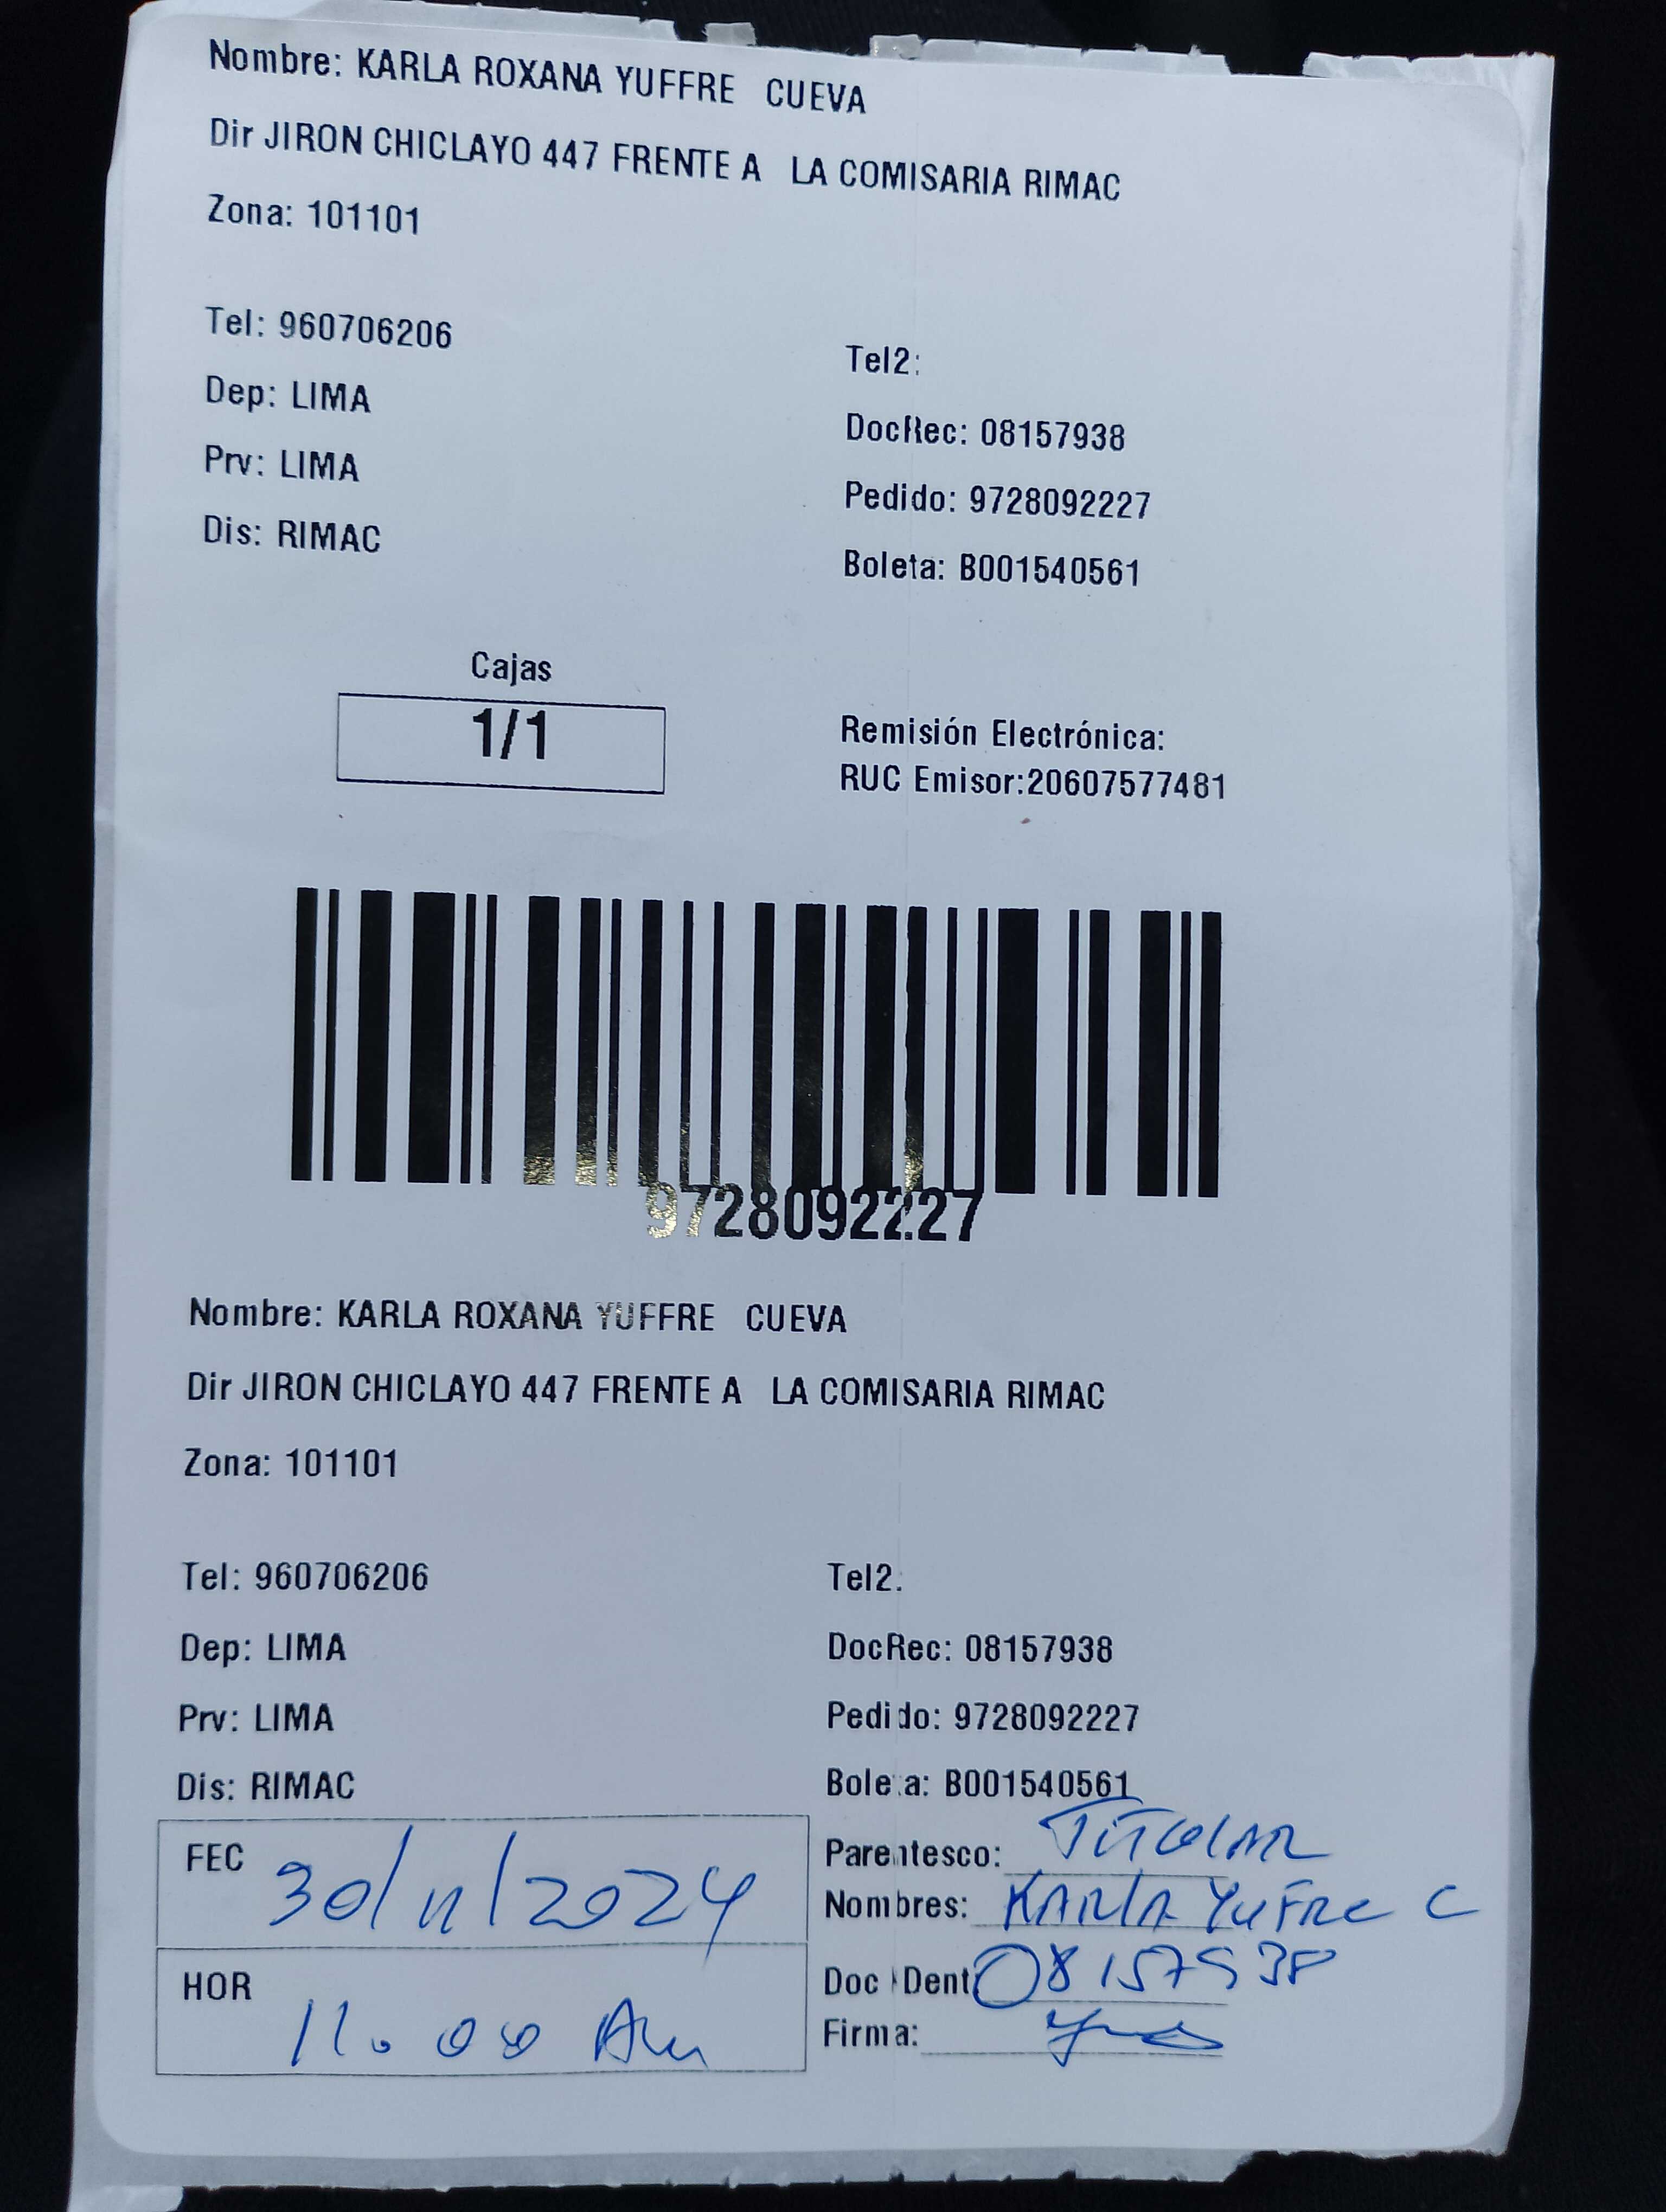 Nombre: KARLA ROXANA YUFFRE CUEVA
Dir JIRON CHICLAYO 447 FRENTE A LA COMISARIA RIMAC
Zona: 101101
Tel: 960706206
Tel2:
Dep: LIMA
DocRec: 08157938
Prv: LIMA
Pedido: 9728092227
Dis: RIMAC
Boleta: B001540561
Cajas
1/1
Remisión Electrónica:
RUC Emisor:20607577481
9728092227
Nombre: KARLA ROXANA YUFFRE CUEVA
Dir JIRON CHICLAYO 447 FRENTE A LA COMISARIA RIMAC
Zona: 101101
Tel: 960706206
Tel2:
Dep: LIMA
DocRec: 08157938
Prv: LIMA
Pedido: 9728092227
Dis: RIMAC
Boleta: B001540561
FEC 30/11/2024
Parentesco: TITULAR
Nombres: KARLA YUFRE C
HOR 11.00 Am
Doc Dent 08157938
Firma: